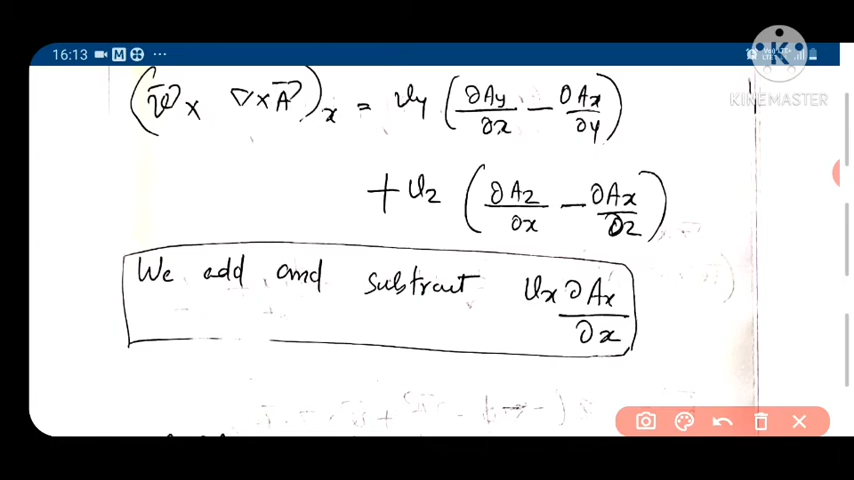 16:13 M ...
K
KINEMASTER
(v⃗ × ∇×A⃗)x = vy (∂Ay/∂x − ∂Ax/∂y)
+ vz (∂Az/∂x − ∂Ax/∂z)
We add and subtract vx ∂Ax/∂x